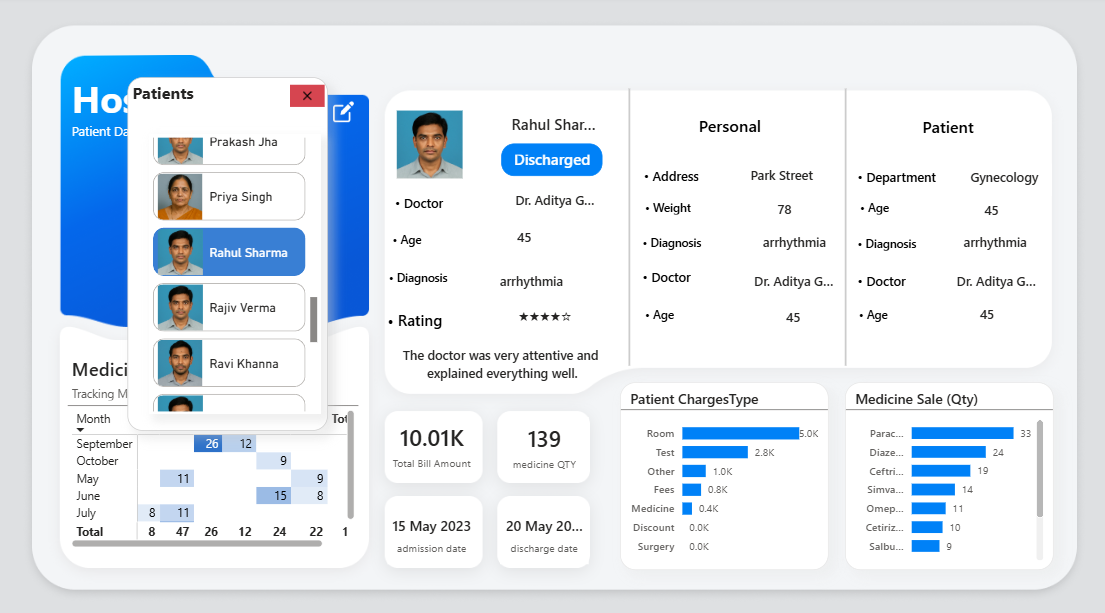 Hos
Patient Da
Patients
✕
Prakash Jha
Priya Singh
Rahul Sharma
Rajiv Verma
Ravi Khanna
Medici
Tracking M
Month Tot
September 26 12
October 9
May 11 9
June 15 8
July 8 11
Total 8 47 26 12 24 22 1
Rahul Shar...
Discharged
• Doctor Dr. Aditya G...
• Age 45
• Diagnosis arrhythmia
• Rating ★★★★☆
The doctor was very attentive and
explained everything well.
Personal
• Address Park Street
• Weight 78
• Diagnosis arrhythmia
• Doctor Dr. Aditya G...
• Age 45
Patient
• Department Gynecology
• Age 45
• Diagnosis arrhythmia
• Doctor Dr. Aditya G...
• Age 45
10.01K
Total Bill Amount
139
medicine QTY
15 May 2023
admission date
20 May 20...
discharge date
Patient ChargesType
Room 5.0K
Test 2.8K
Other 1.0K
Fees 0.8K
Medicine 0.4K
Discount 0.0K
Surgery 0.0K
Medicine Sale (Qty)
Parac... 33
Diaze... 24
Ceftri... 19
Simva... 14
Omep... 11
Cetiriz... 10
Salbu... 9